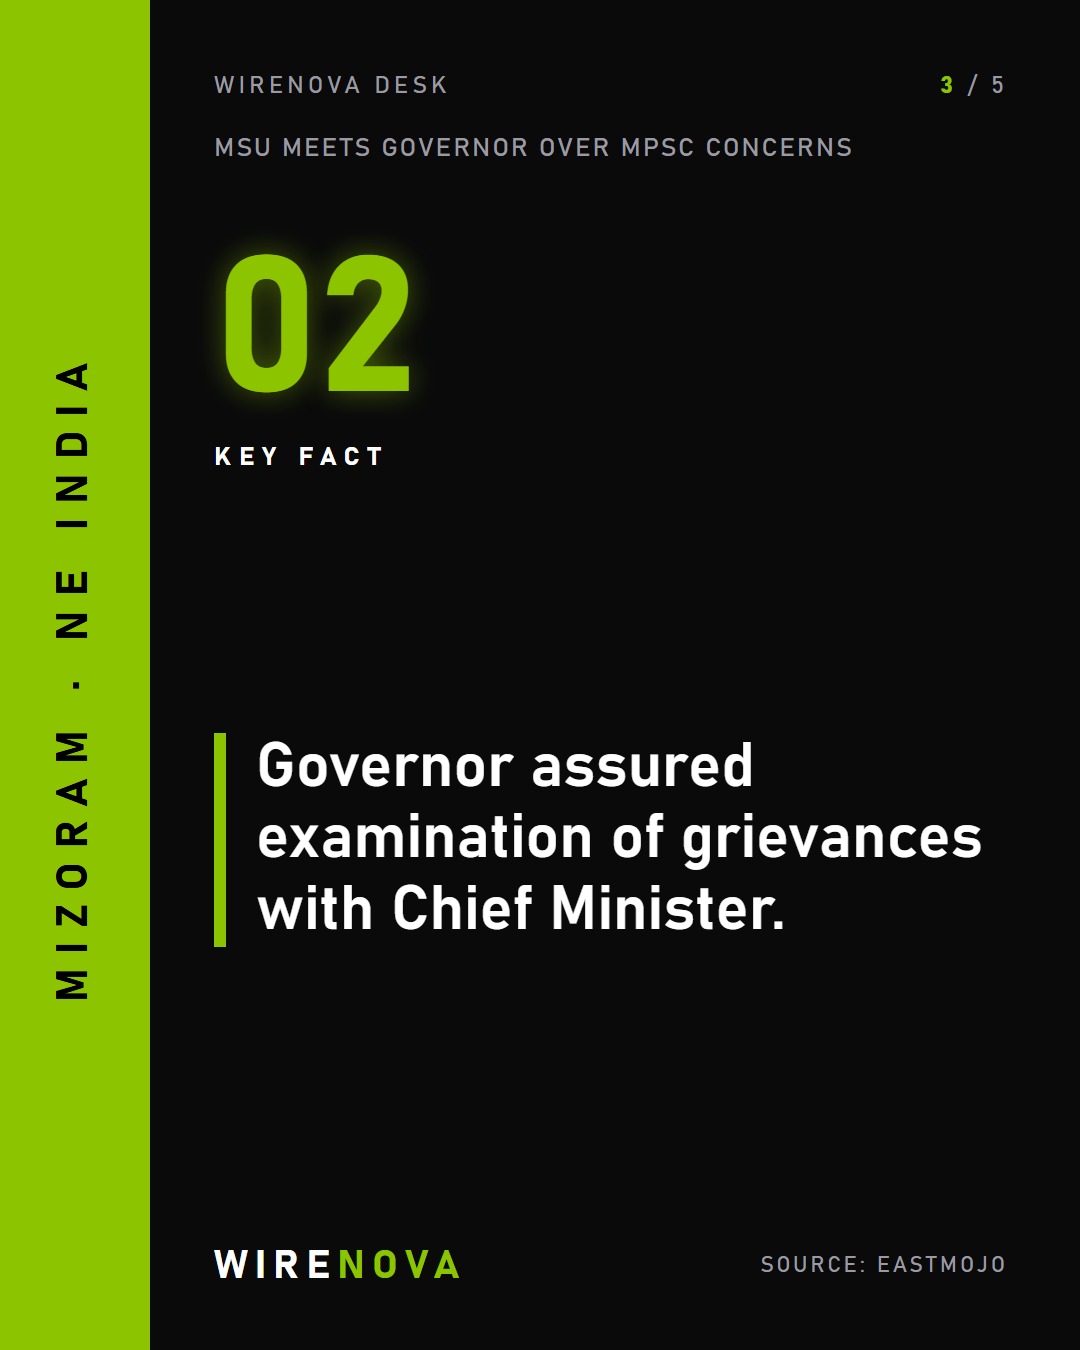 MIZORAM · NE INDIA
WIRENOVA DESK
3 / 5
MSU MEETS GOVERNOR OVER MPSC CONCERNS
02
KEY FACT
Governor assured
examination of grievances
with Chief Minister.
WIRENOVA
SOURCE: EASTMOJO